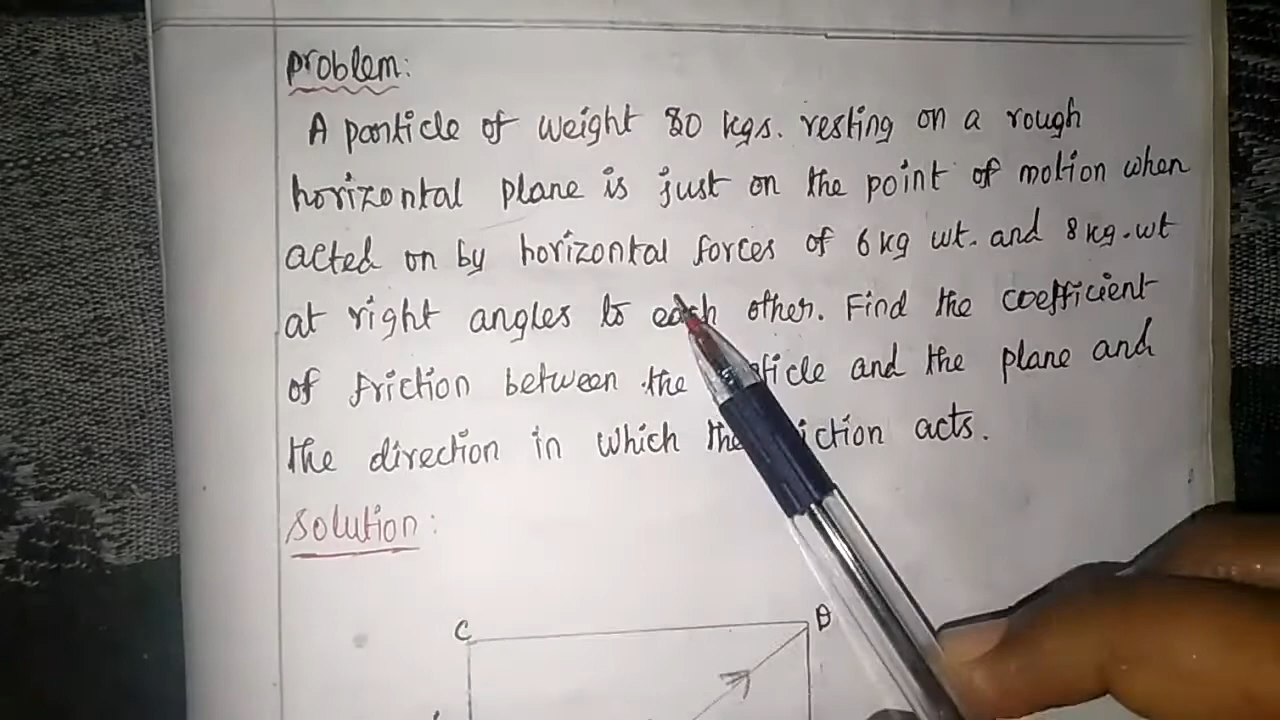 Problem:
A particle of weight 80 kgs. resting on a rough
horizontal plane is just on the point of motion when
acted on by horizontal forces of 6 kg wt. and 8 kg.wt
at right angles to each other. Find the coefficient
of friction between the particle and the plane and
the direction in which the friction acts.
Solution:
C B